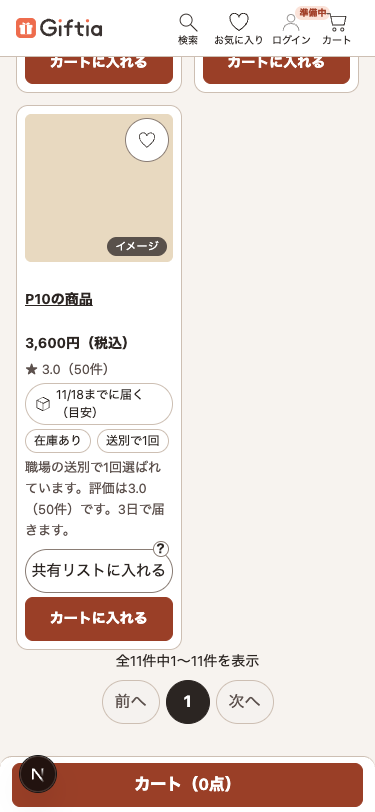 Giftia
検索
お気に入り
ログイン
準備中
カート
カートに入れる
カートに入れる
イメージ
P10の商品
3,600円（税込）
★ 3.0（50件）
11/18までに届く
（目安）
在庫あり
送別で1回
職場の送別で1回選ばれ
ています。評価は3.0
（50件）です。3日で届
きます。
?
共有リストに入れる
カートに入れる
全11件中1〜11件を表示
前へ
1
次へ
N
カート（0点）